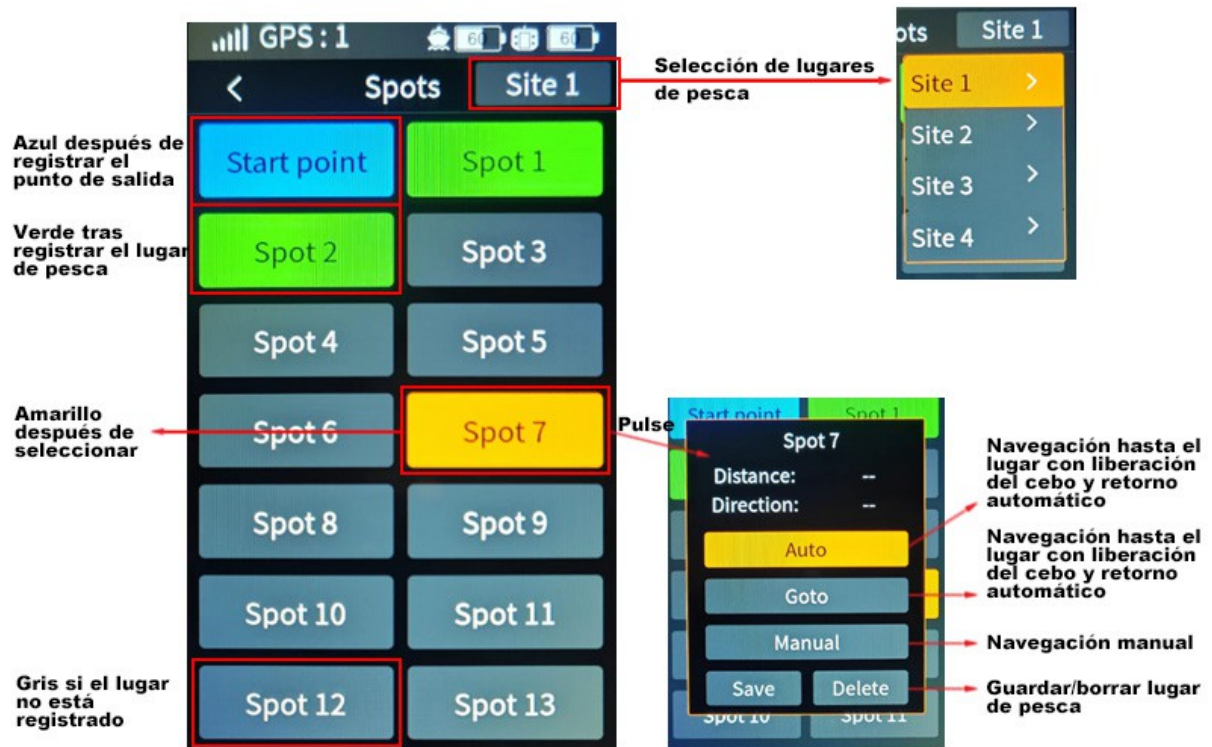 GPS : 1
60
60
Spots
Site 1
Azul después de
registrar el
punto de salida
Start point
Spot 1
Verde tras
registrar el lugar
de pesca
Spot 2
Spot 3
Spot 4
Spot 5
Amarillo
después de
seleccionar
Spot 6
Spot 7
Spot 8
Spot 9
Spot 10
Spot 11
Gris si el lugar
no está
registrado
Spot 12
Spot 13
Selección de lugares
de pesca
ots
Site 1
Site 1
Site 2
Site 3
Site 4
Pulse
Start point
Spot 1
Spot 7
Distance: --
Direction: --
Auto
Goto
Manual
Save
Delete
Spot 10
Spot 11
Navegación hasta el
lugar con liberación
del cebo y retorno
automático
Navegación hasta el
lugar con liberación
del cebo y retorno
automático
Navegación manual
Guardar/borrar lugar
de pesca